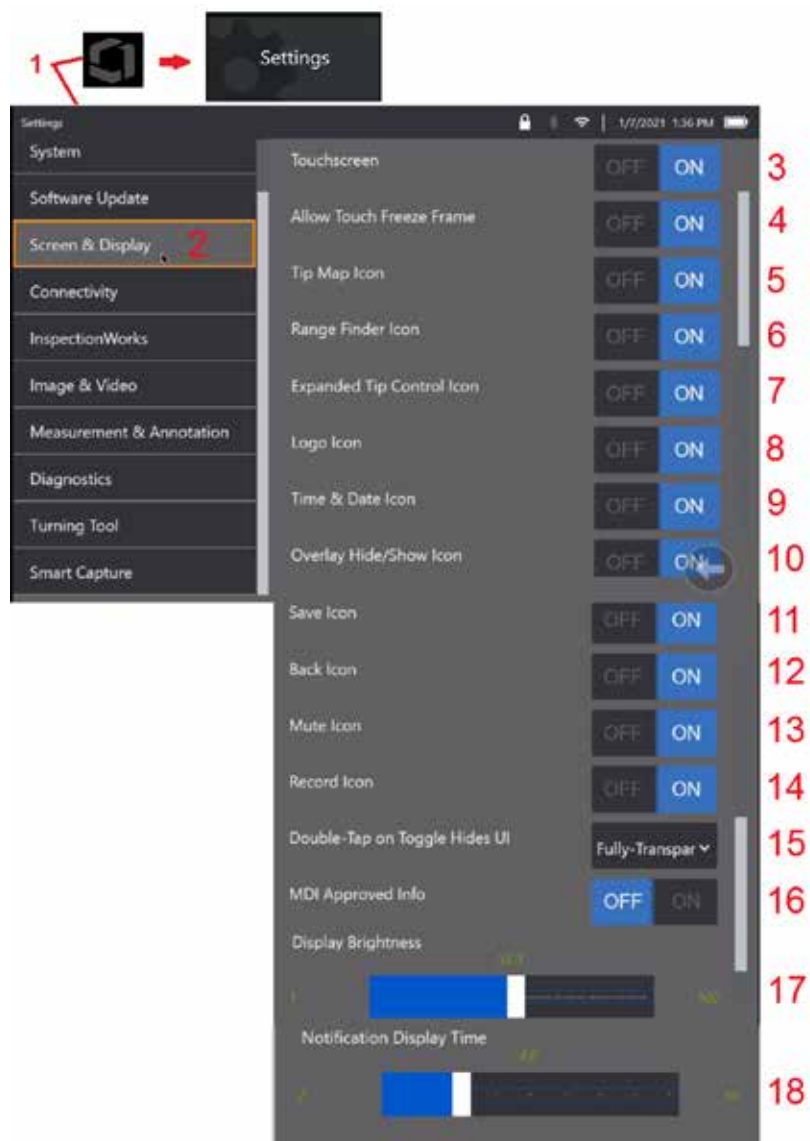 1
Settings
Settings
1/7/2021 1:36 PM
System
Software Update
Screen & Display 2
Connectivity
InspectionWorks
Image & Video
Measurement & Annotation
Diagnostics
Turning Tool
Smart Capture
Touchscreen OFF ON 3
Allow Touch Freeze Frame OFF ON 4
Tip Map Icon OFF ON 5
Range Finder Icon OFF ON 6
Expanded Tip Control Icon OFF ON 7
Logo Icon OFF ON 8
Time & Date Icon OFF ON 9
Overlay Hide/Show Icon OFF ON 10
Save Icon OFF ON 11
Back Icon OFF ON 12
Mute Icon OFF ON 13
Record Icon OFF ON 14
Double-Tap on Toggle Hides UI Fully-Transpar 15
MDI Approved Info OFF ON 16
Display Brightness
1 17
Notification Display Time
18